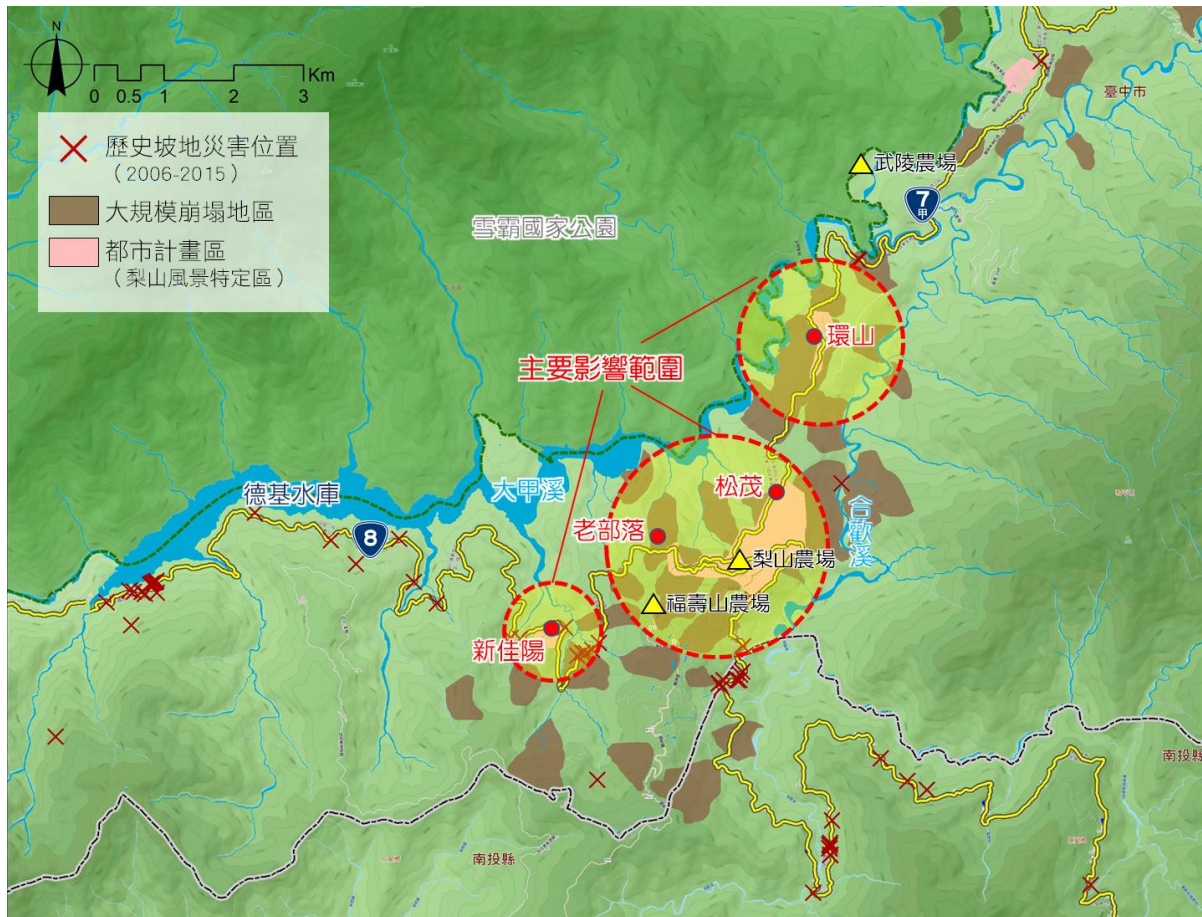 N
Km
0 0.5 1 2 3
歷史坡地災害位置
（2006-2015）
大規模崩塌地區
都市計畫區
（梨山風景特定區）
臺中市
武陵農場
7
甲
雪霸國家公園
環山
主要影響範圍
松茂
德基水庫
大甲溪
合歡溪
老部落
8
梨山農場
福壽山農場
新佳陽
南投縣
南投縣